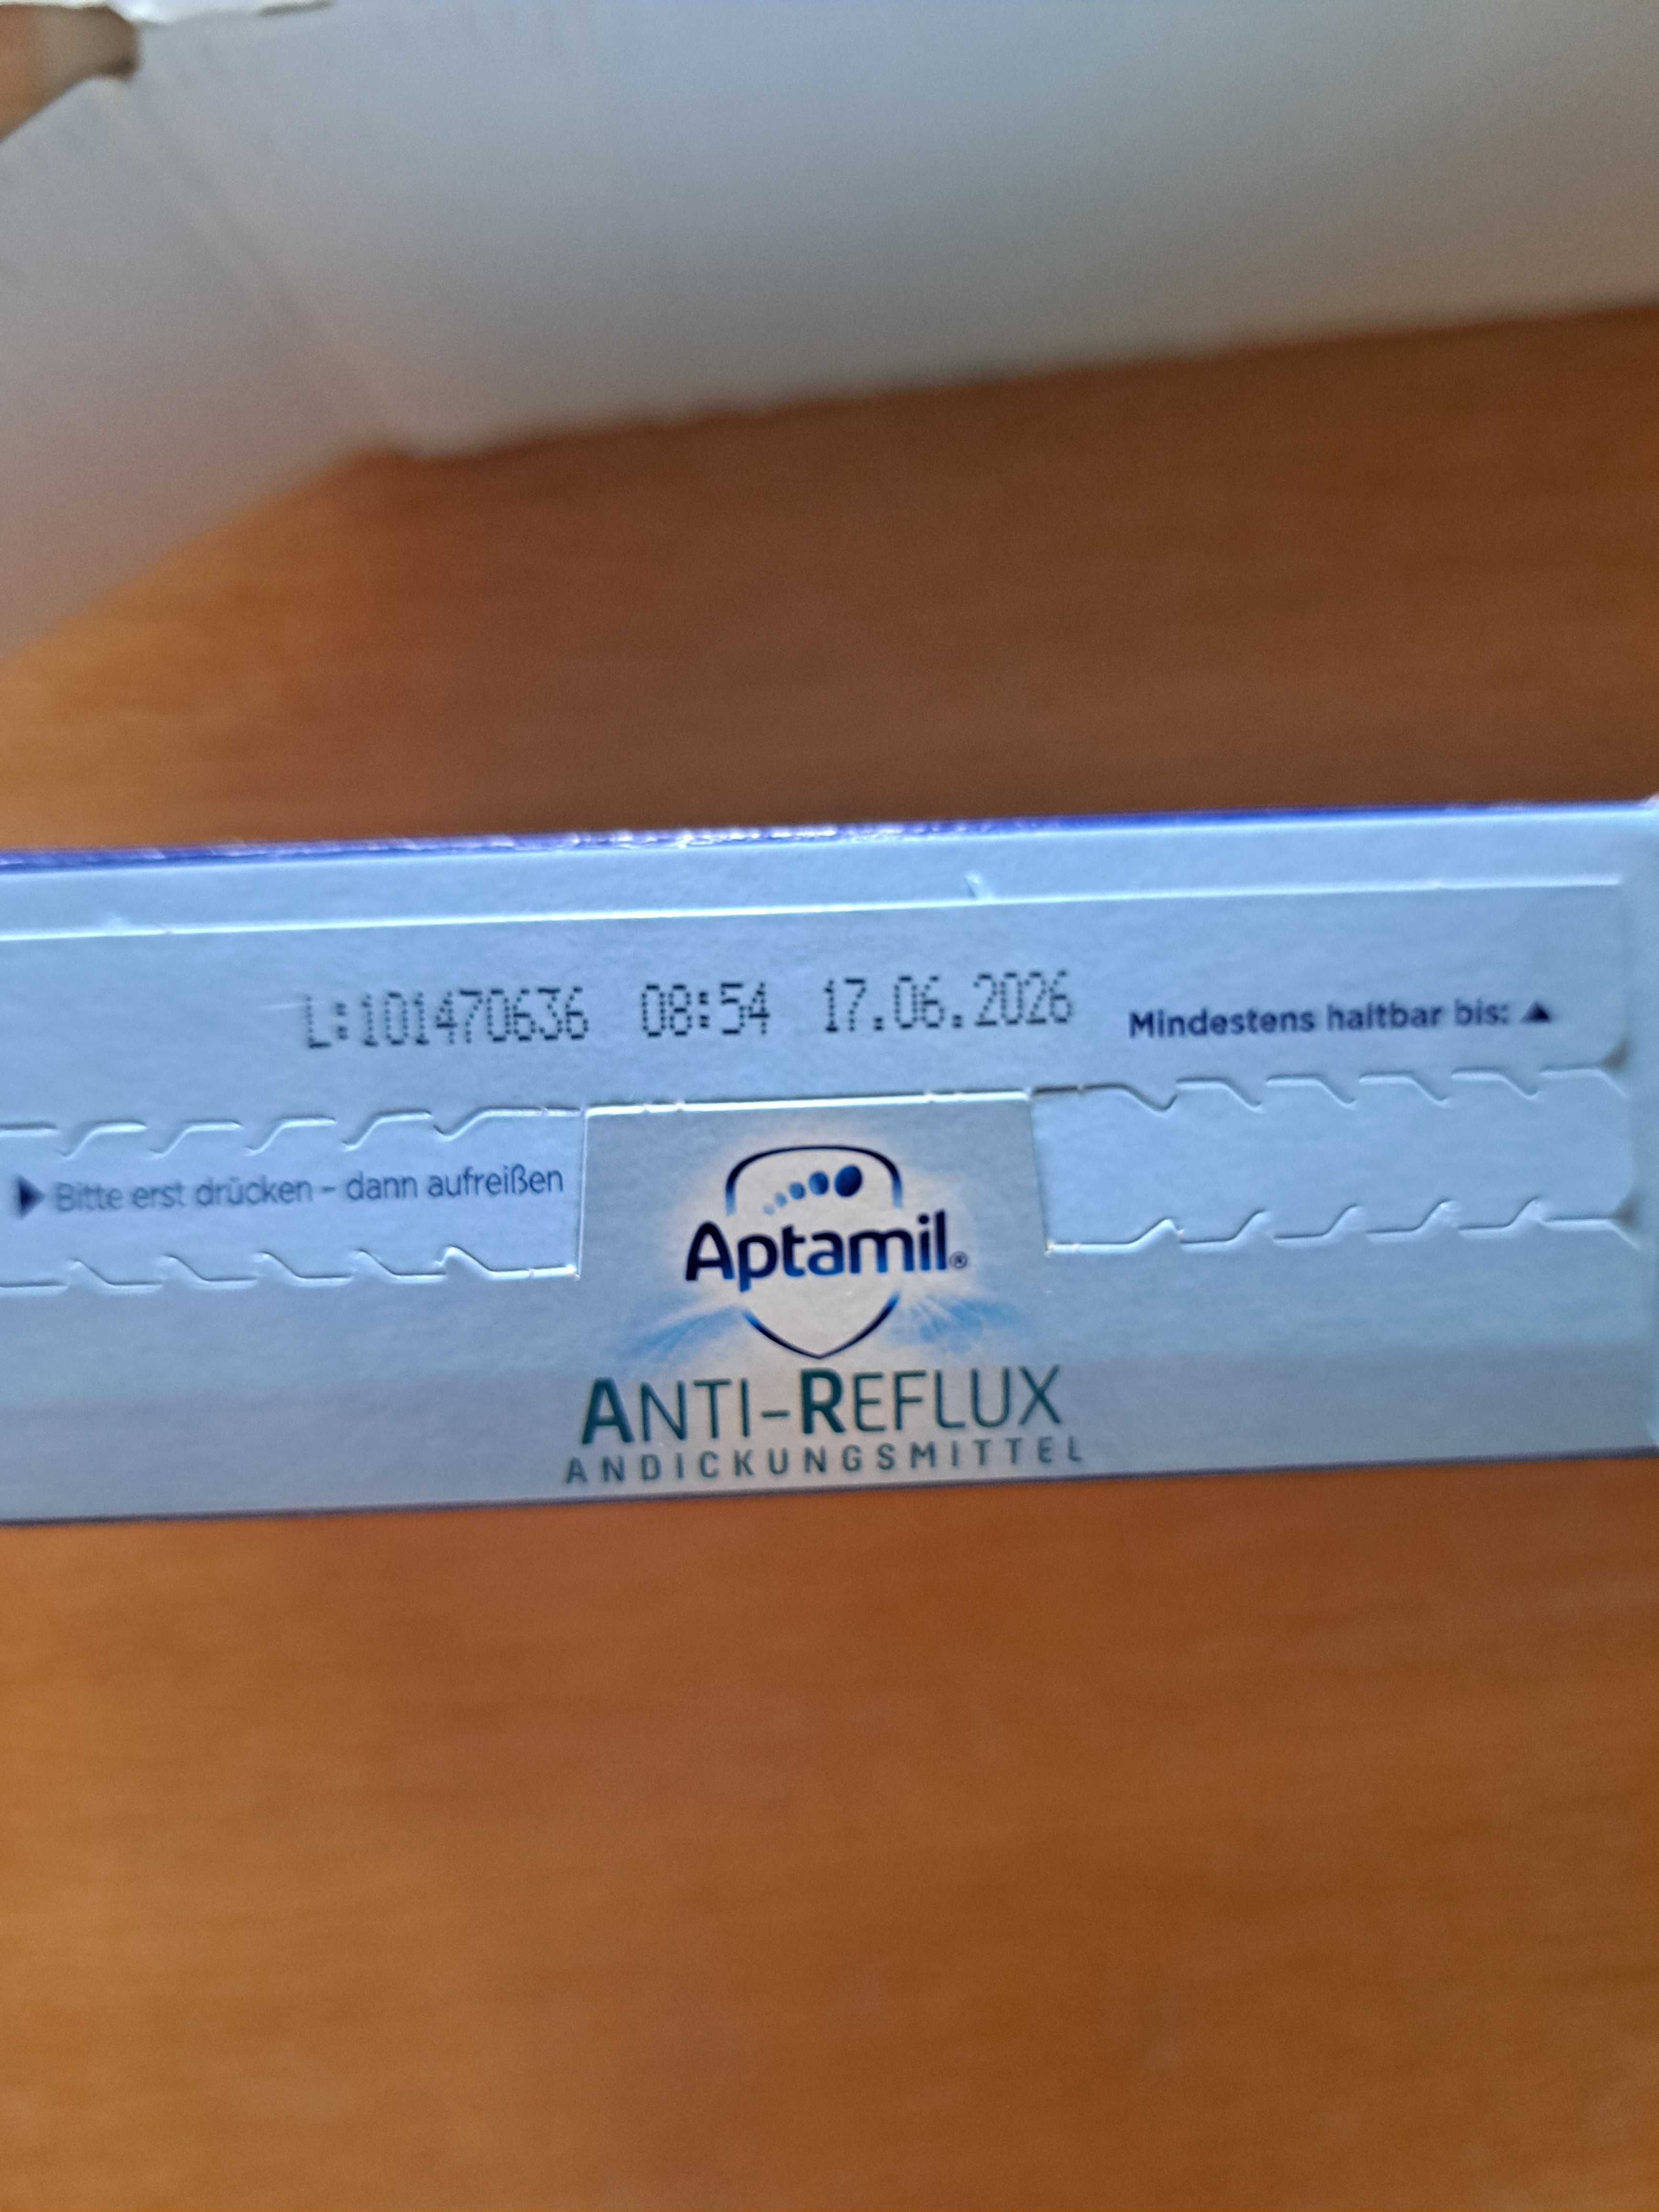 L:101470636 08:54 17.06.2026 Mindestens haltbar bis: ▲
▶ Bitte erst drücken – dann aufreißen
Aptamil®
ANTI-REFLUX
ANDICKUNGSMITTEL